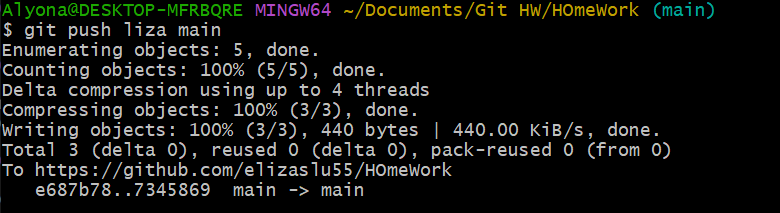 Alyona@DESKTOP-MFRBQRE MINGW64 ~/Documents/Git HW/HOmeWork (main)
$ git push liza main
Enumerating objects: 5, done.
Counting objects: 100% (5/5), done.
Delta compression using up to 4 threads
Compressing objects: 100% (3/3), done.
Writing objects: 100% (3/3), 440 bytes | 440.00 KiB/s, done.
Total 3 (delta 0), reused 0 (delta 0), pack-reused 0 (from 0)
To https://github.com/elizaslu55/HOmeWork
   e687b78..7345869  main -> main